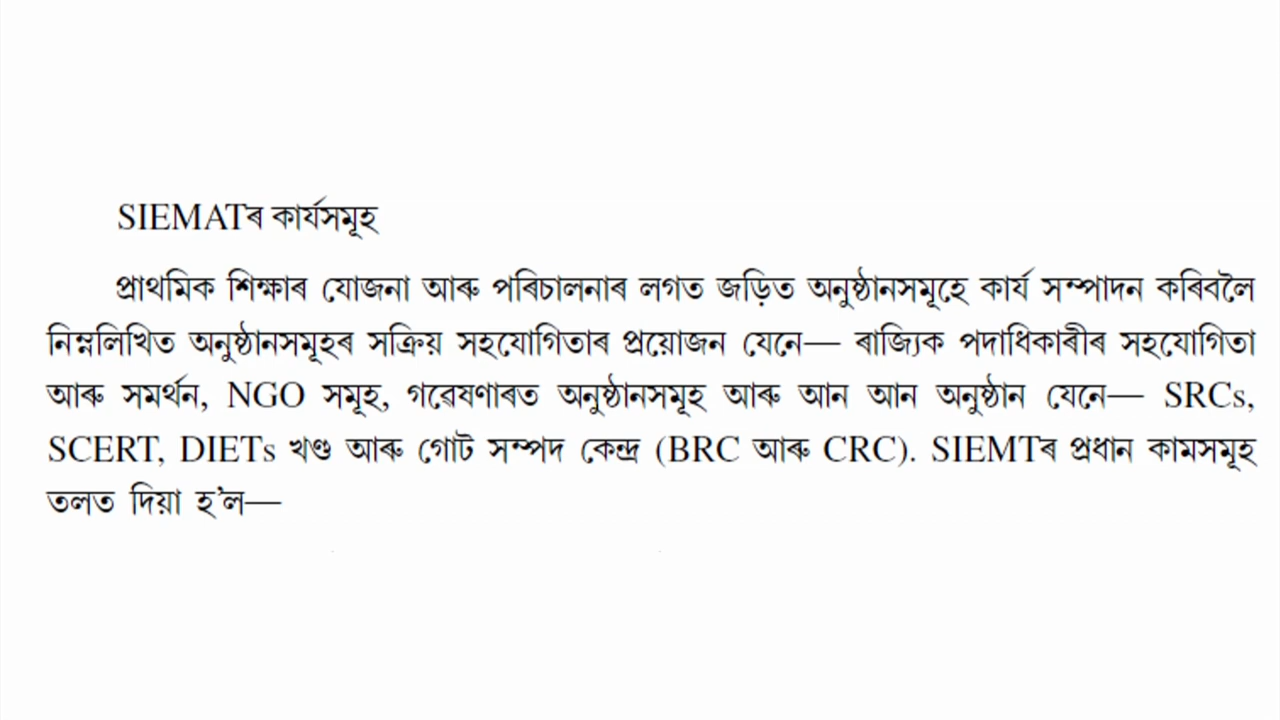 SIEMATৰ কাৰ্যসমূহ
প্ৰাথমিক শিক্ষাৰ যোজনা আৰু পৰিচালনাৰ লগত জড়িত অনুষ্ঠানসমূহে কাৰ্য সম্পাদন কৰিবলৈ
নিম্নলিখিত অনুষ্ঠানসমূহৰ সক্ৰিয় সহযোগিতাৰ প্ৰয়োজন যেনে— ৰাজ্যিক পদাধিকাৰীৰ সহযোগিতা
আৰু সমৰ্থন, NGO সমূহ, গৱেষণাৰত অনুষ্ঠানসমূহ আৰু আন আন অনুষ্ঠান যেনে— SRCs,
SCERT, DIETs খণ্ড আৰু গোট সম্পদ কেন্দ্ৰ (BRC আৰু CRC). SIEMTৰ প্ৰধান কামসমূহ
তলত দিয়া হ’ল—